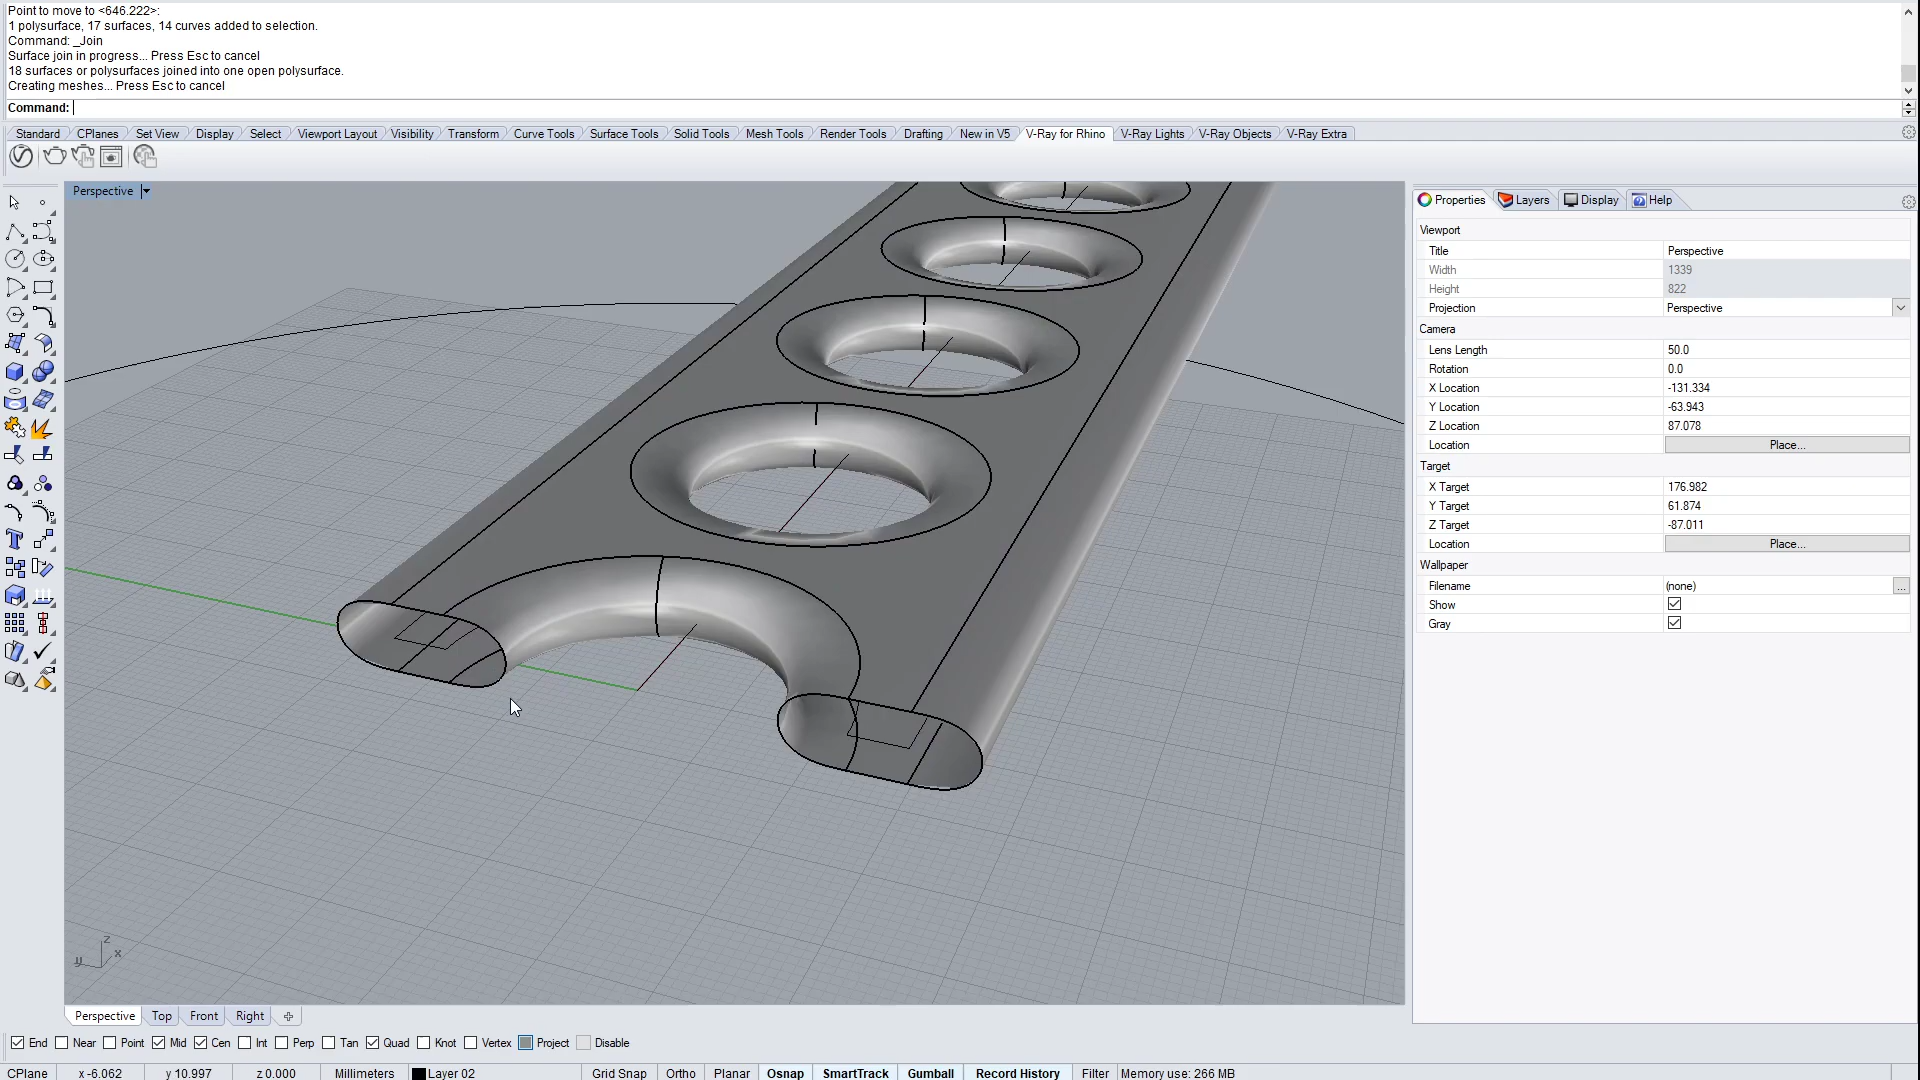 Point to move to <646.222>:
1 polysurface, 17 surfaces, 14 curves added to selection.
Command: _Join
Surface join in progress... Press Esc to cancel
18 surfaces or polysurfaces joined into one open polysurface.
Creating meshes... Press Esc to cancel
Command:
Standard CPlanes Set View Display Select Viewport Layout Visibility Transform Curve Tools Surface Tools Solid Tools Mesh Tools Render Tools Drafting New in V5 V-Ray for Rhino V-Ray Lights V-Ray Objects V-Ray Extra
Perspective
Properties Layers Display Help
Viewport
Title Perspective
Width 1339
Height 822
Projection Perspective
Camera
Lens Length 50.0
Rotation 0.0
X Location -131.334
Y Location -63.943
Z Location 87.078
Location Place...
Target
X Target 176.982
Y Target 61.874
Z Target -87.011
Location Place...
Wallpaper
Filename (none) ...
Show
Gray
z
y x
Perspective Top Front Right
End Near Point Mid Cen Int Perp Tan Quad Knot Vertex Project Disable
CPlane x -6.062 y 10.997 z 0.000 Millimeters Layer 02 Grid Snap Ortho Planar Osnap SmartTrack Gumball Record History Filter Memory use: 266 MB